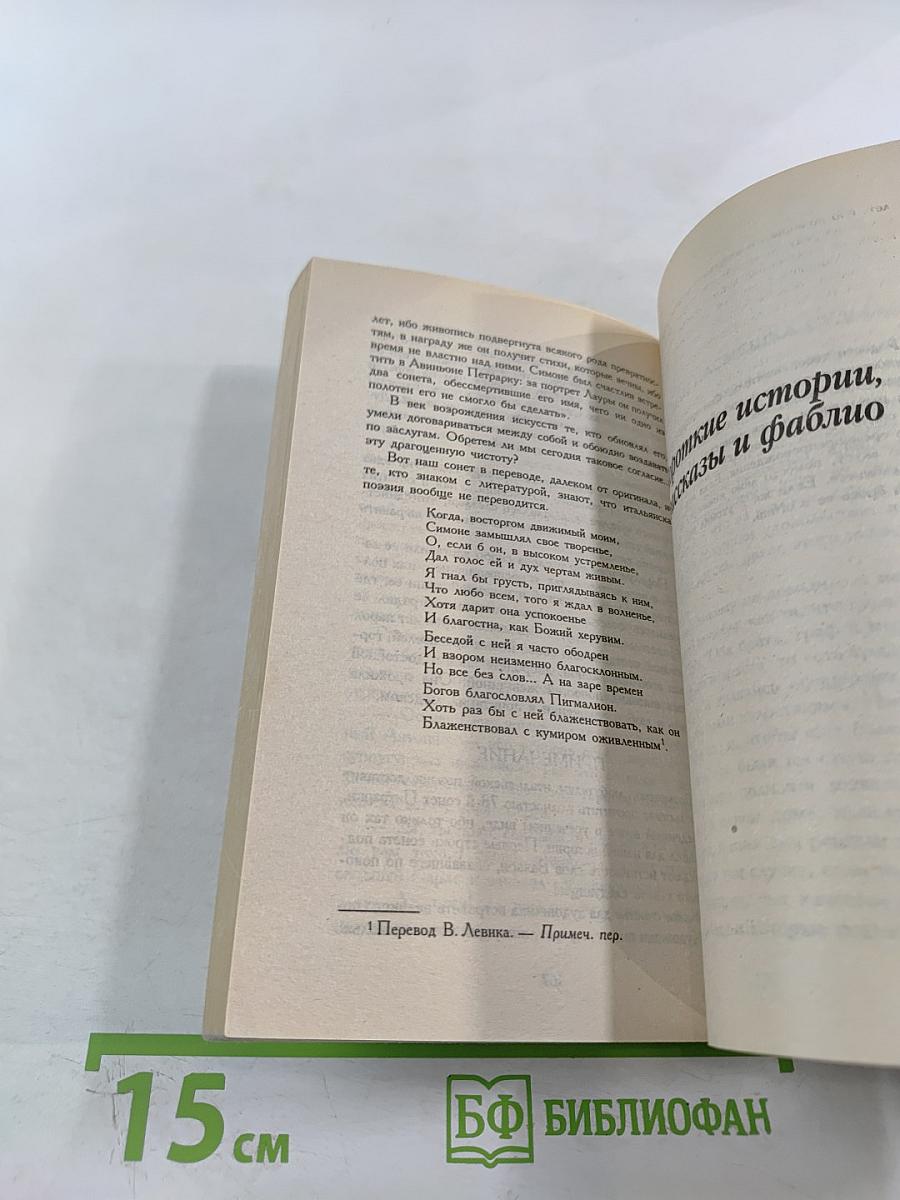 лет, ибо живопись подвергнута всякого рода превратнос-
тям, в награду же он получит стихи, которые вечны, ибо
время не властно над ними. Симоне был счастлив встре-
тить в Авиньоне Петрарку: за портрет Лауры он получил
два сонета, обессмертившие его имя, чего ни одно из
полотен его не смогло бы сделать».
В век возрождения искусств те, кто обновлял его,
умели договариваться между собой и обоюдно воздавать
по заслугам. Обретем ли мы сегодня таковое согласие...
эту драгоценную чистоту?
Вот наш сонет в переводе, далеком от оригинала, и
те, кто знаком с литературой, знают, что итальянская
поэзия вообще не переводится.
Когда, восторгом движимый моим,
Симоне замышлял свое творенье,
О, если б он, в высоком устремленье,
Дал голос ей и дух чертам живым.
Я гнал бы грусть, приглядываясь к ним,
Что любо всем, того я ждал в волненье,
Хотя дарит она успокоенье
И благостна, как Божий херувим.
Беседой с ней я часто ободрен
И взором неизменно благосклонным.
Но все без слов... А на заре времен
Богов благословлял Пигмалион.
Хоть раз бы с ней блаженствовать, как он
Блаженствовал с кумиром оживленным¹.
¹ Перевод В. Левика. — Примеч. пер.
роткие истории,
ссказы и фаблио
15 см
БФ БИБЛИОФАН